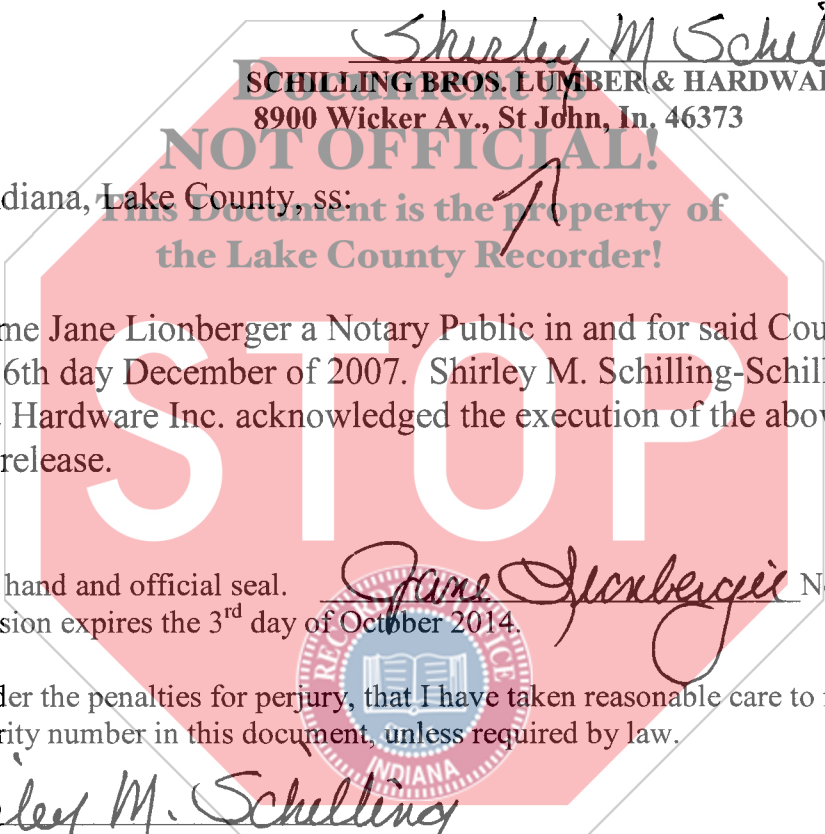 Shirley M Schil
SCHILLING BROS. LUMBER & HARDWA
8900 Wicker Av., St John, In. 46373
Document is
NOT OFFICIAL!
This Document is the property of
the Lake County Recorder!
diana, Lake County, ss:
me Jane Lionberger a Notary Public in and for said Cou
6th day December of 2007. Shirley M. Schilling-Schill
Hardware Inc. acknowledged the execution of the abov
release.
STOP
hand and official seal. Jane Lionberger N
sion expires the 3rd day of October 2014.
der the penalties for perjury, that I have taken reasonable care to
rity number in this document, unless required by law.
INDIANA
ley M. Schilling